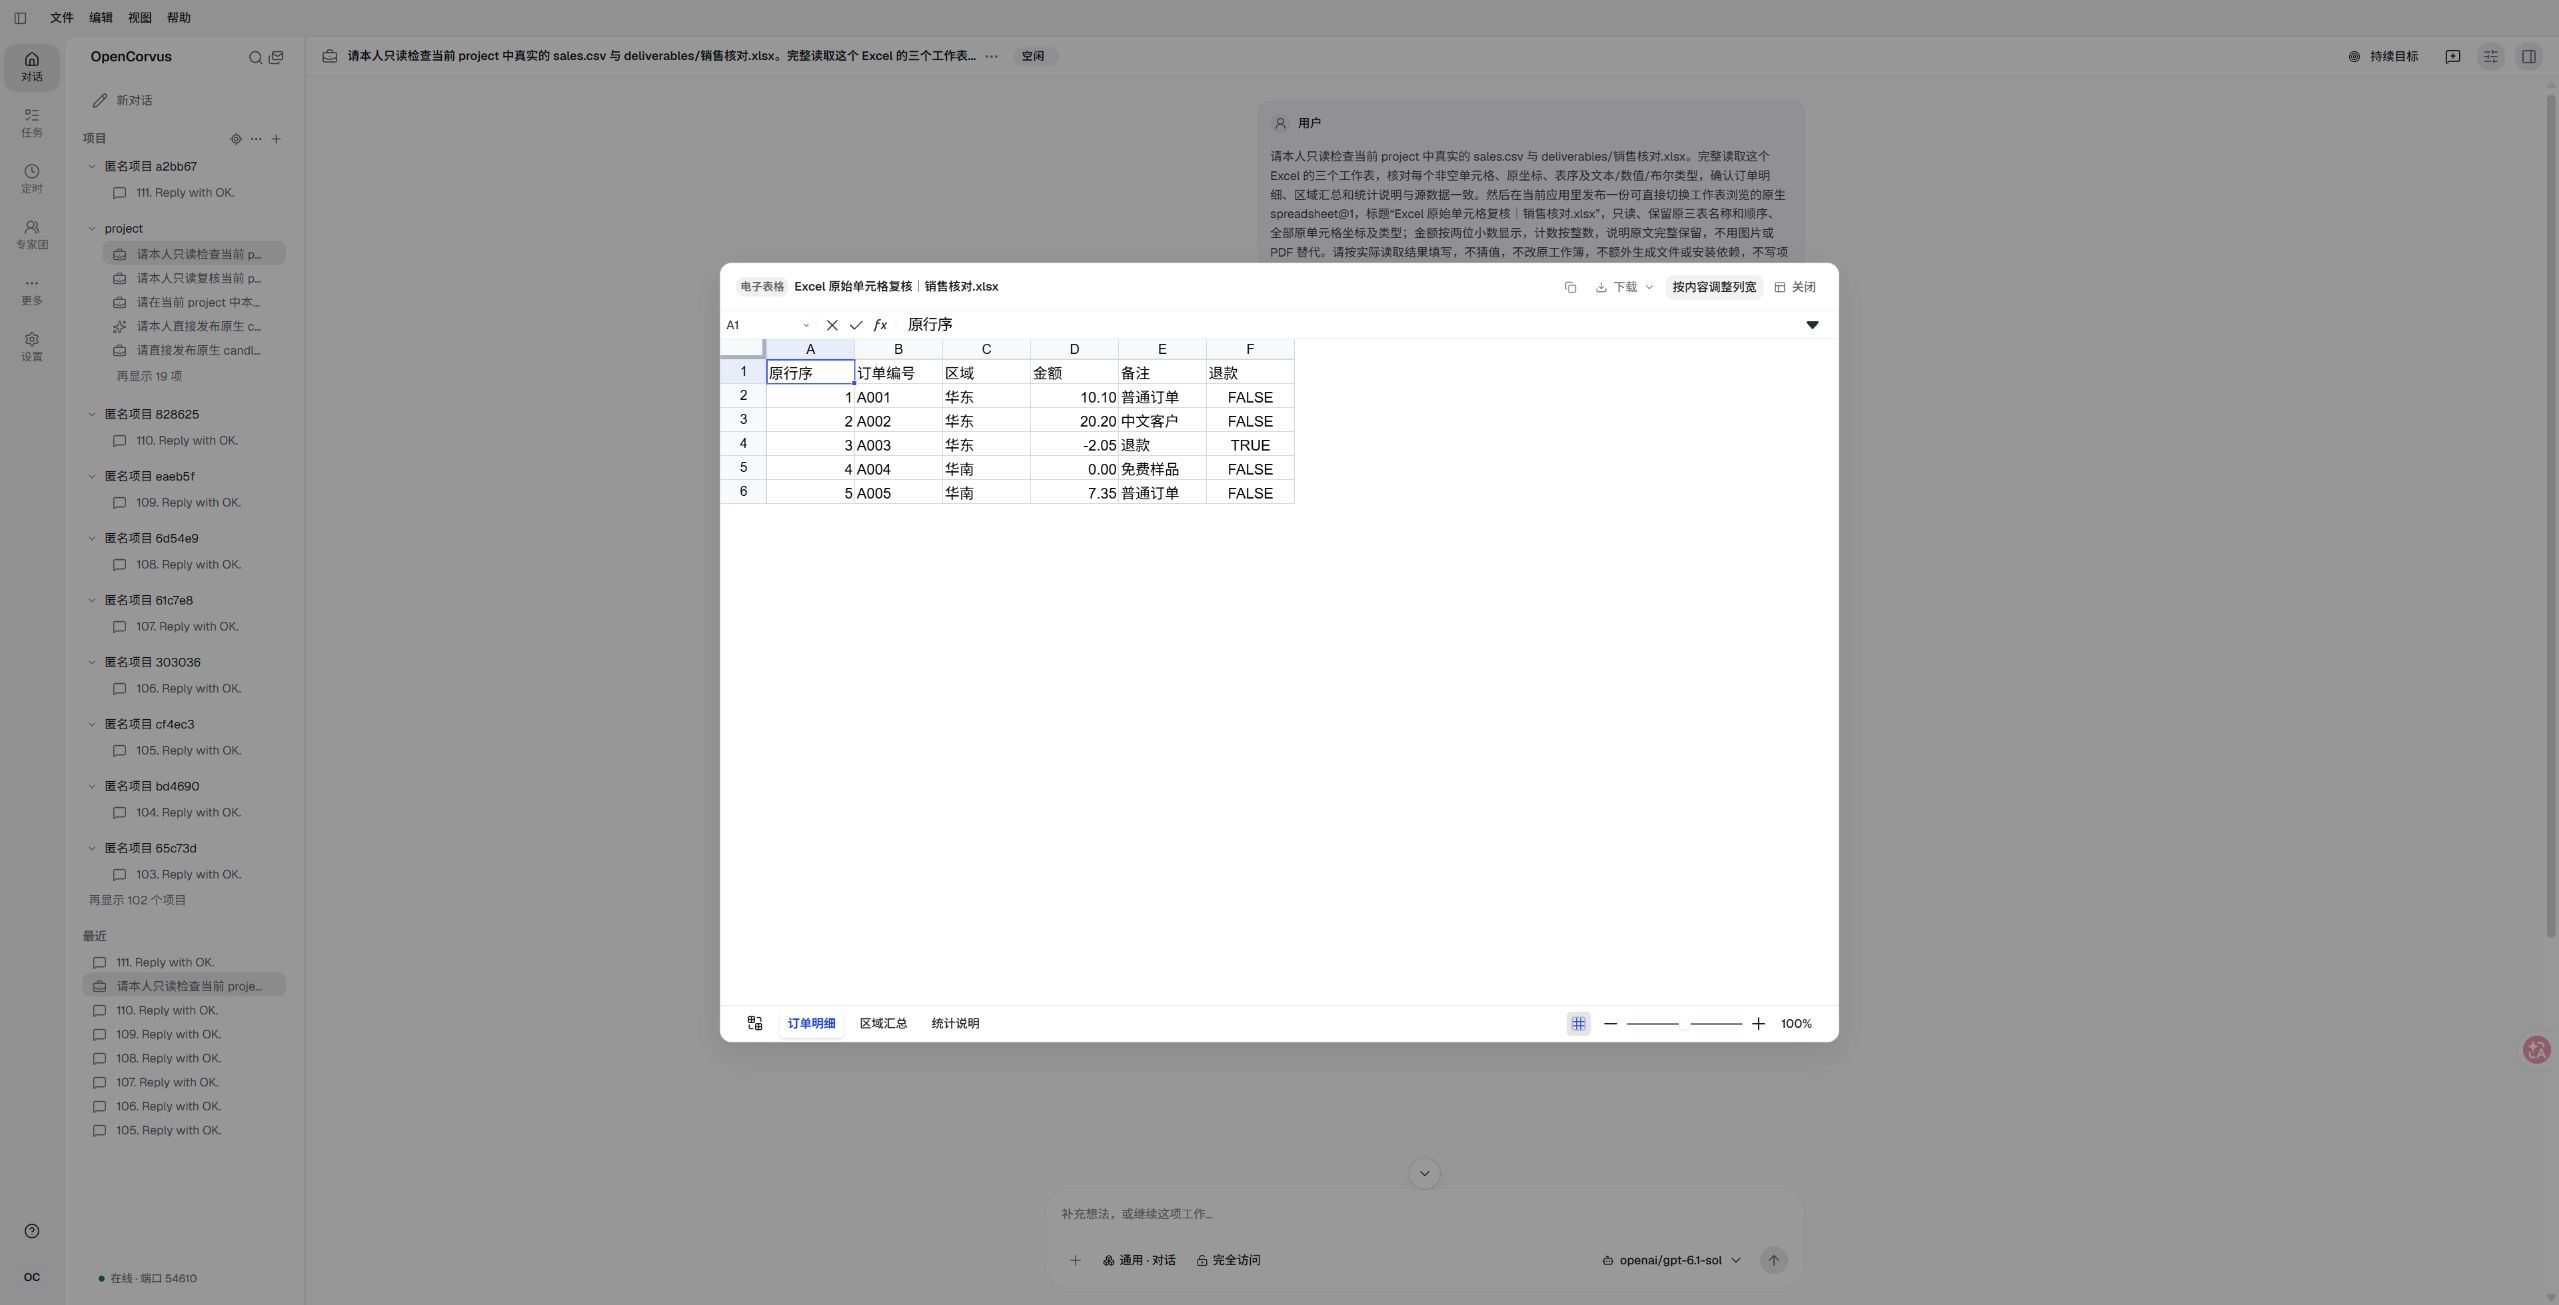 文件 编辑 视图 帮助
对话
任务
定时
专家团
更多
设置
OC
OpenCorvus
新对话
项目
匿名项目 a2bb67
111. Reply with OK.
project
请本人只读检查当前 p...
请本人只读复核当前 p...
请在当前 project 中本...
请本人直接发布原生 c...
请直接发布原生 candl...
再显示 19 项
匿名项目 828625
110. Reply with OK.
匿名项目 eaeb5f
109. Reply with OK.
匿名项目 6d54e9
108. Reply with OK.
匿名项目 61c7e8
107. Reply with OK.
匿名项目 303036
106. Reply with OK.
匿名项目 cf4ec3
105. Reply with OK.
匿名项目 bd4690
104. Reply with OK.
匿名项目 65c73d
103. Reply with OK.
再显示 102 个项目
最近
111. Reply with OK.
请本人只读检查当前 proje...
110. Reply with OK.
109. Reply with OK.
108. Reply with OK.
107. Reply with OK.
106. Reply with OK.
105. Reply with OK.
在线 · 端口 54610
请本人只读检查当前 project 中真实的 sales.csv 与 deliverables/销售核对.xlsx。完整读取这个 Excel 的三个工作表... ··· 空闲
持续目标
用户
请本人只读检查当前 project 中真实的 sales.csv 与 deliverables/销售核对.xlsx。完整读取这个
Excel 的三个工作表，核对每个非空单元格、原坐标、表序及文本/数值/布尔类型，确认订单明
细、区域汇总和统计说明与源数据一致。然后在当前应用里发布一份可直接切换工作表浏览的原生
spreadsheet@1，标题“Excel 原始单元格复核｜销售核对.xlsx”，只读、保留原三表名称和顺序、
全部原单元格坐标及类型；金额按两位小数显示，计数按整数，说明原文完整保留，不用图片或
PDF 替代。请按实际读取结果填写，不猜值，不改原工作簿，不额外生成文件或安装依赖，不写项
电子表格 Excel 原始单元格复核｜销售核对.xlsx
下载 按内容调整列宽 关闭
A1 fx 原行序
A B C D E F
1 原行序 订单编号 区域 金额 备注 退款
2 1 A001 华东 10.10 普通订单 FALSE
3 2 A002 华东 20.20 中文客户 FALSE
4 3 A003 华东 -2.05 退款 TRUE
5 4 A004 华南 0.00 免费样品 FALSE
6 5 A005 华南 7.35 普通订单 FALSE
订单明细 区域汇总 统计说明
100%
补充想法，或继续这项工作...
通用 · 对话 完全访问
openai/gpt-6.1-sol